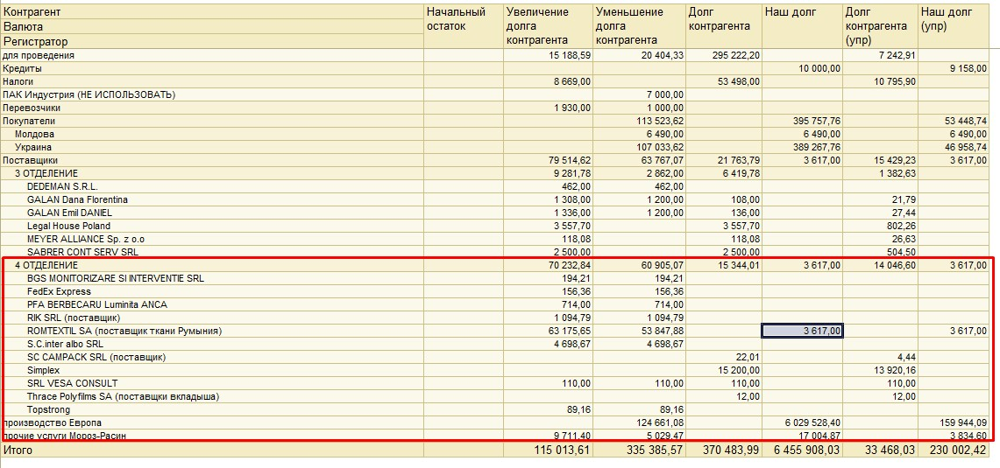 Контрагент Начальный остаток Увеличение долга контрагента Уменьшение долга контрагента Долг контрагента Наш долг Долг контрагента (упр) Наш долг (упр)
Валюта
Регистратор
для проведения 15 188,59 20 404,33 295 222,20 7 242,91
Кредиты 10 000,00 9 158,00
Налоги 8 669,00 53 498,00 10 795,90
ПАК Индустрия (НЕ ИСПОЛЬЗОВАТЬ) 7 000,00
Перевозчики 1 930,00 1 000,00
Покупатели 113 523,62 395 757,76 53 448,74
Молдова 6 490,00 6 490,00 6 490,00
Украина 107 033,62 389 267,76 46 958,74
Поставщики 79 514,62 63 767,07 21 763,79 3 617,00 15 429,23 3 617,00
3 ОТДЕЛЕНИЕ 9 281,78 2 862,00 6 419,78 1 382,63
DEDEMAN S.R.L. 462,00 462,00
GALAN Dana Florentina 1 308,00 1 200,00 108,00 21,79
GALAN Emil DANIEL 1 336,00 1 200,00 136,00 27,44
Legal House Poland 3 557,70 3 557,70 802,26
MEYER ALLIANCE Sp. z o.o 118,08 118,08 26,63
SABRER CONT SERV SRL 2 500,00 2 500,00 504,50
4 ОТДЕЛЕНИЕ 70 232,84 60 905,07 15 344,01 3 617,00 14 046,60 3 617,00
BGS MONITORIZARE SI INTERVENTIE SRL 194,21 194,21
FedEx Express 156,36 156,36
PFA BERBECARU Luminita ANCA 714,00 714,00
RIK SRL (поставщик) 1 094,79 1 094,79
ROMTEXTIL SA (поставщик ткани Румыния) 63 175,65 53 847,88 3 617,00 3 617,00
S.C.inter albo SRL 4 698,67 4 698,67
SC CAMPACK SRL (поставщик) 22,01 4,44
Simplex 15 200,00 13 920,16
SRL VESA CONSULT 110,00 110,00 110,00 110,00
Thrace Polyfilms SA (поставщки вкладыша) 12,00 12,00
Topstrong 89,16 89,16
производство Европа 124 661,08 6 029 528,40 159 944,09
прочие услуги Мороз-Расин 9 711,40 5 029,47 17 004,87 3 834,60
Итого 115 013,61 335 385,57 370 483,99 6 455 908,03 33 468,03 230 002,42